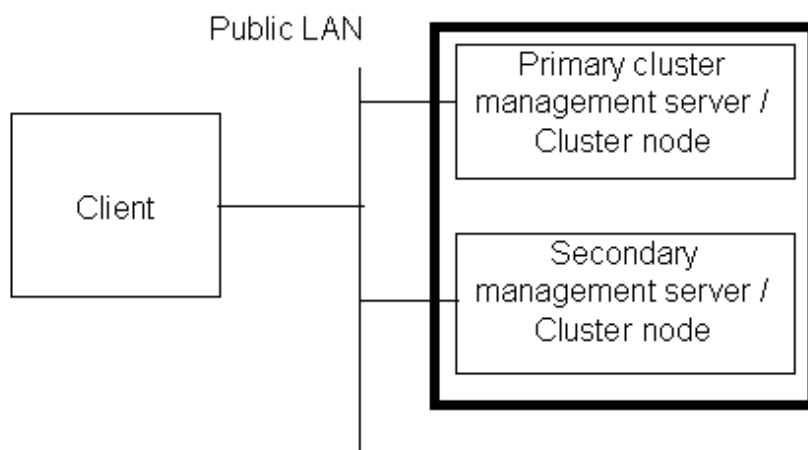 Public LAN
Primary cluster
management server /
Cluster node
Client
Secondary
management server /
Cluster node